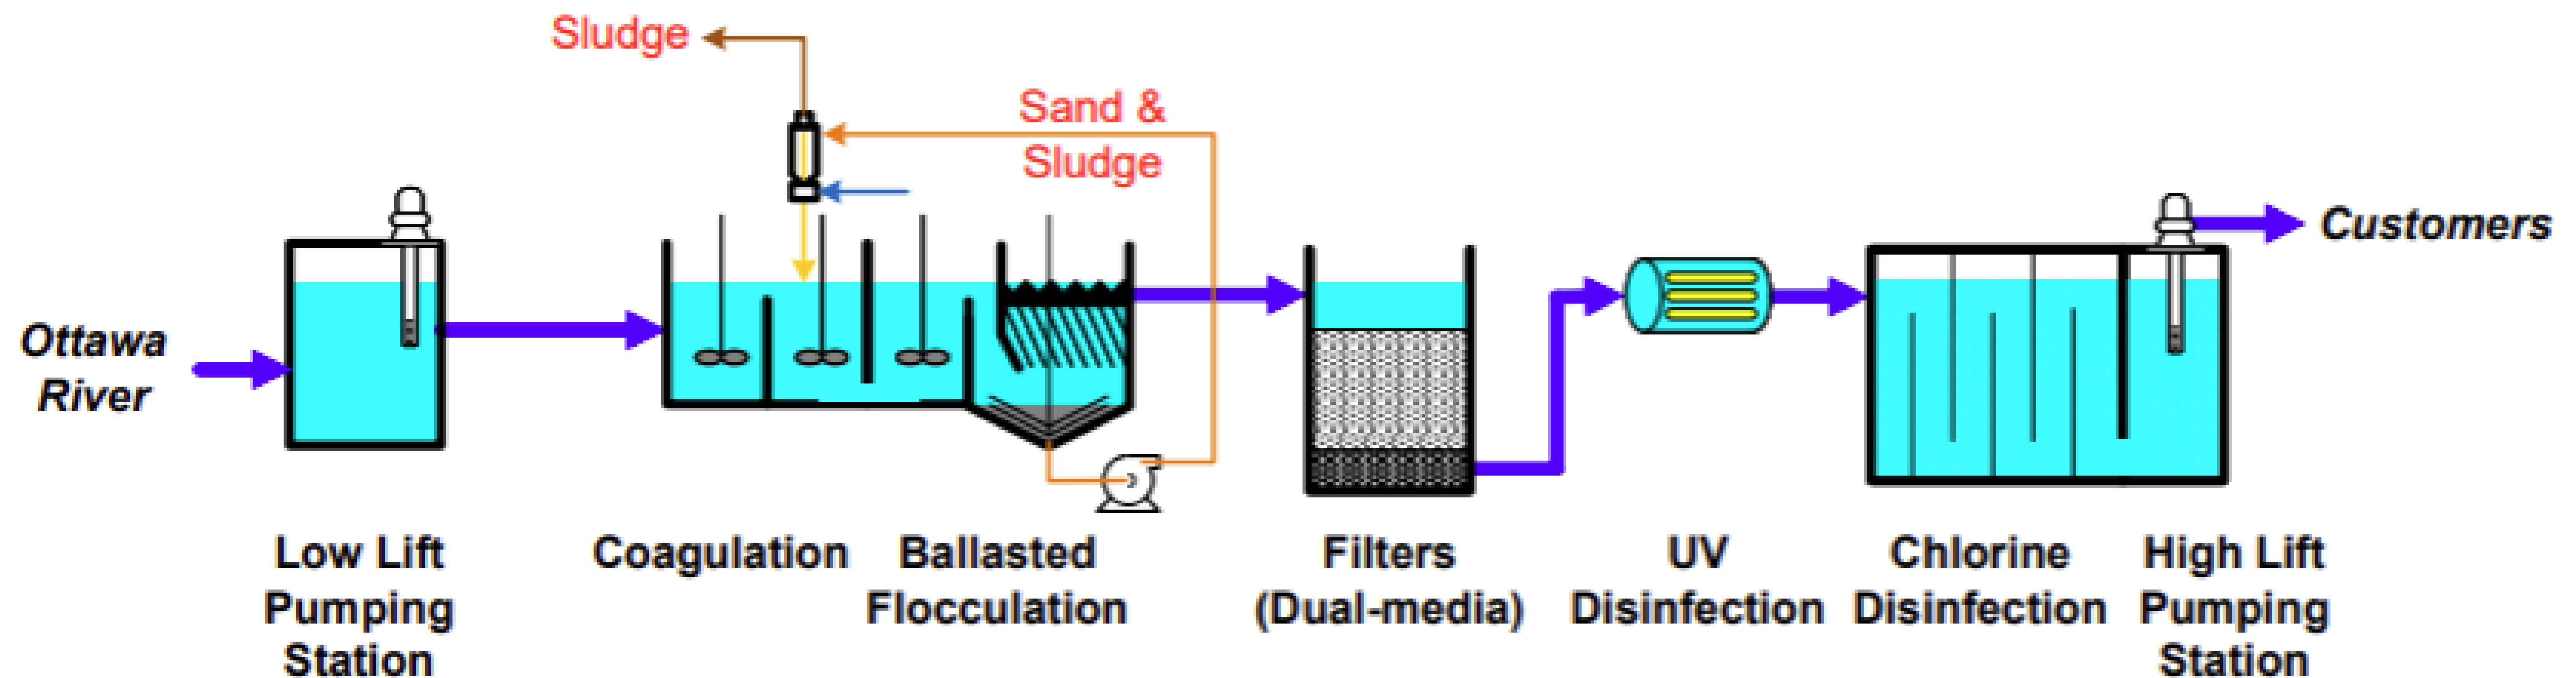 Sludge
Sand &
Sludge
Ottawa
River
Customers
Low Lift
Pumping
Station
Coagulation
Ballasted
Flocculation
Filters
(Dual-media)
UV
Disinfection
Chlorine
Disinfection
High Lift
Pumping
Station